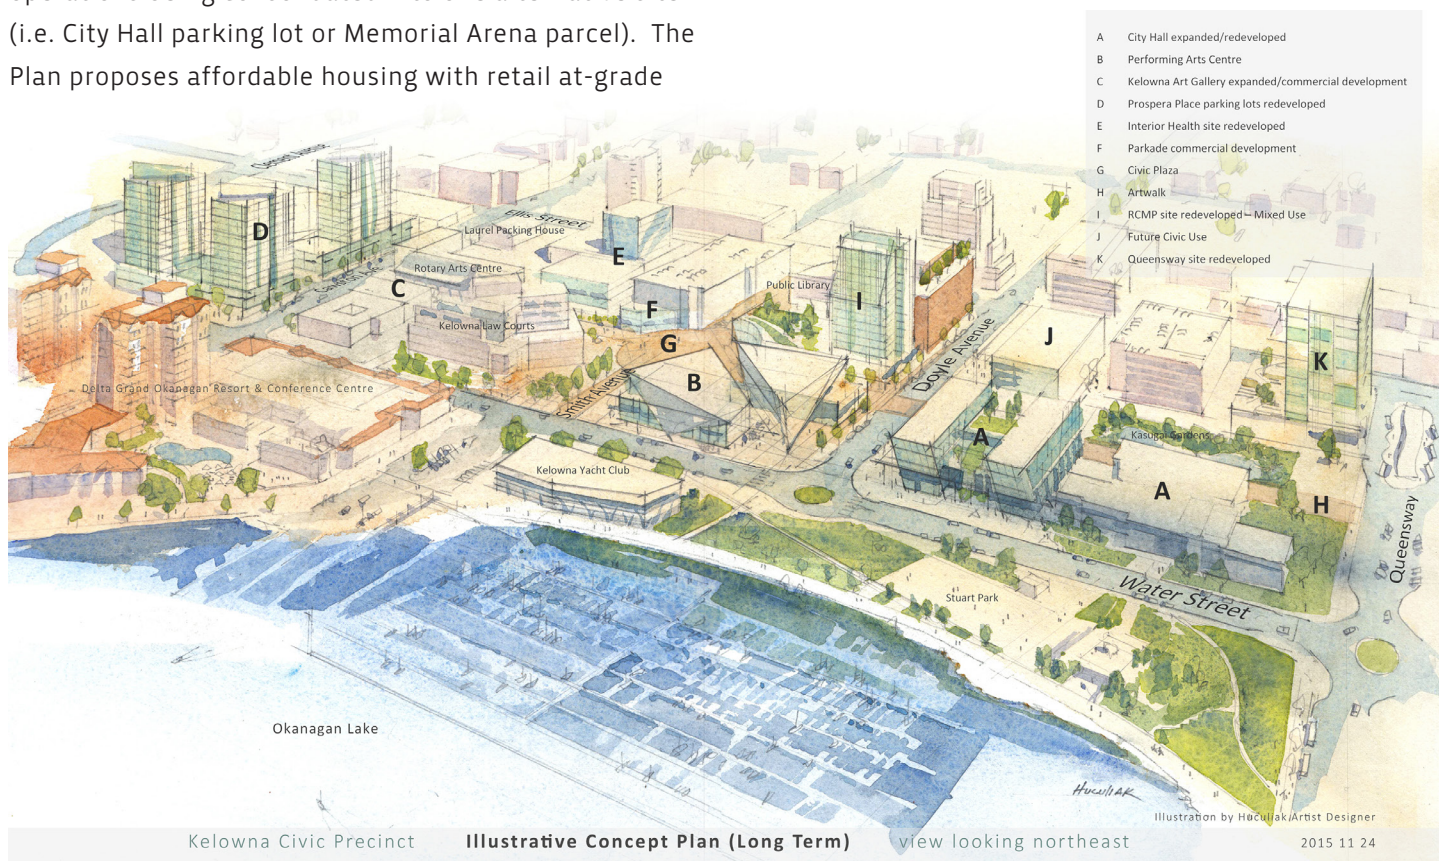 (i.e. City Hall parking lot or Memorial Arena parcel).  The
Plan proposes affordable housing with retail at-grade
A City Hall expanded/redeveloped
B Performing Arts Centre
C Kelowna Art Gallery expanded/commercial development
D Prospera Place parking lots redeveloped
E Interior Health site redeveloped
F Parkade commercial development
G Civic Plaza
H Artwalk
I RCMP site redeveloped – Mixed Use
J Future Civic Use
K Queensway site redeveloped
Ellis Street
Laurel Packing House
D
E
Rotary Arts Centre
C
Public Library
I
F
Kelowna Law Courts
G
J
Doyle Avenue
K
B
Smith Avenue
Delta Grand Okanagan Resort & Conference Centre
A
Kasugai Gardens
Kelowna Yacht Club
A
H
Queensway
Water Street
Stuart Park
Okanagan Lake
Huculiak
Illustration by Huculiak Artist Designer
Kelowna Civic Precinct Illustrative Concept Plan (Long Term) view looking northeast 2015 11 24